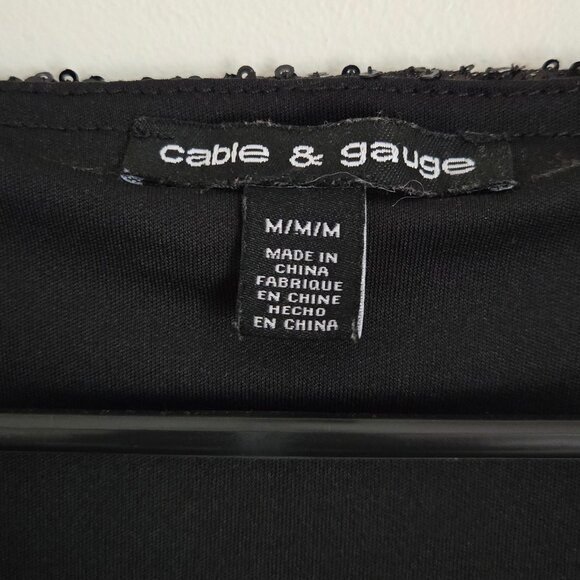 cable & gauge
M/M/M
MADE IN
CHINA
FABRIQUE
EN CHINE
HECHO
EN CHINA